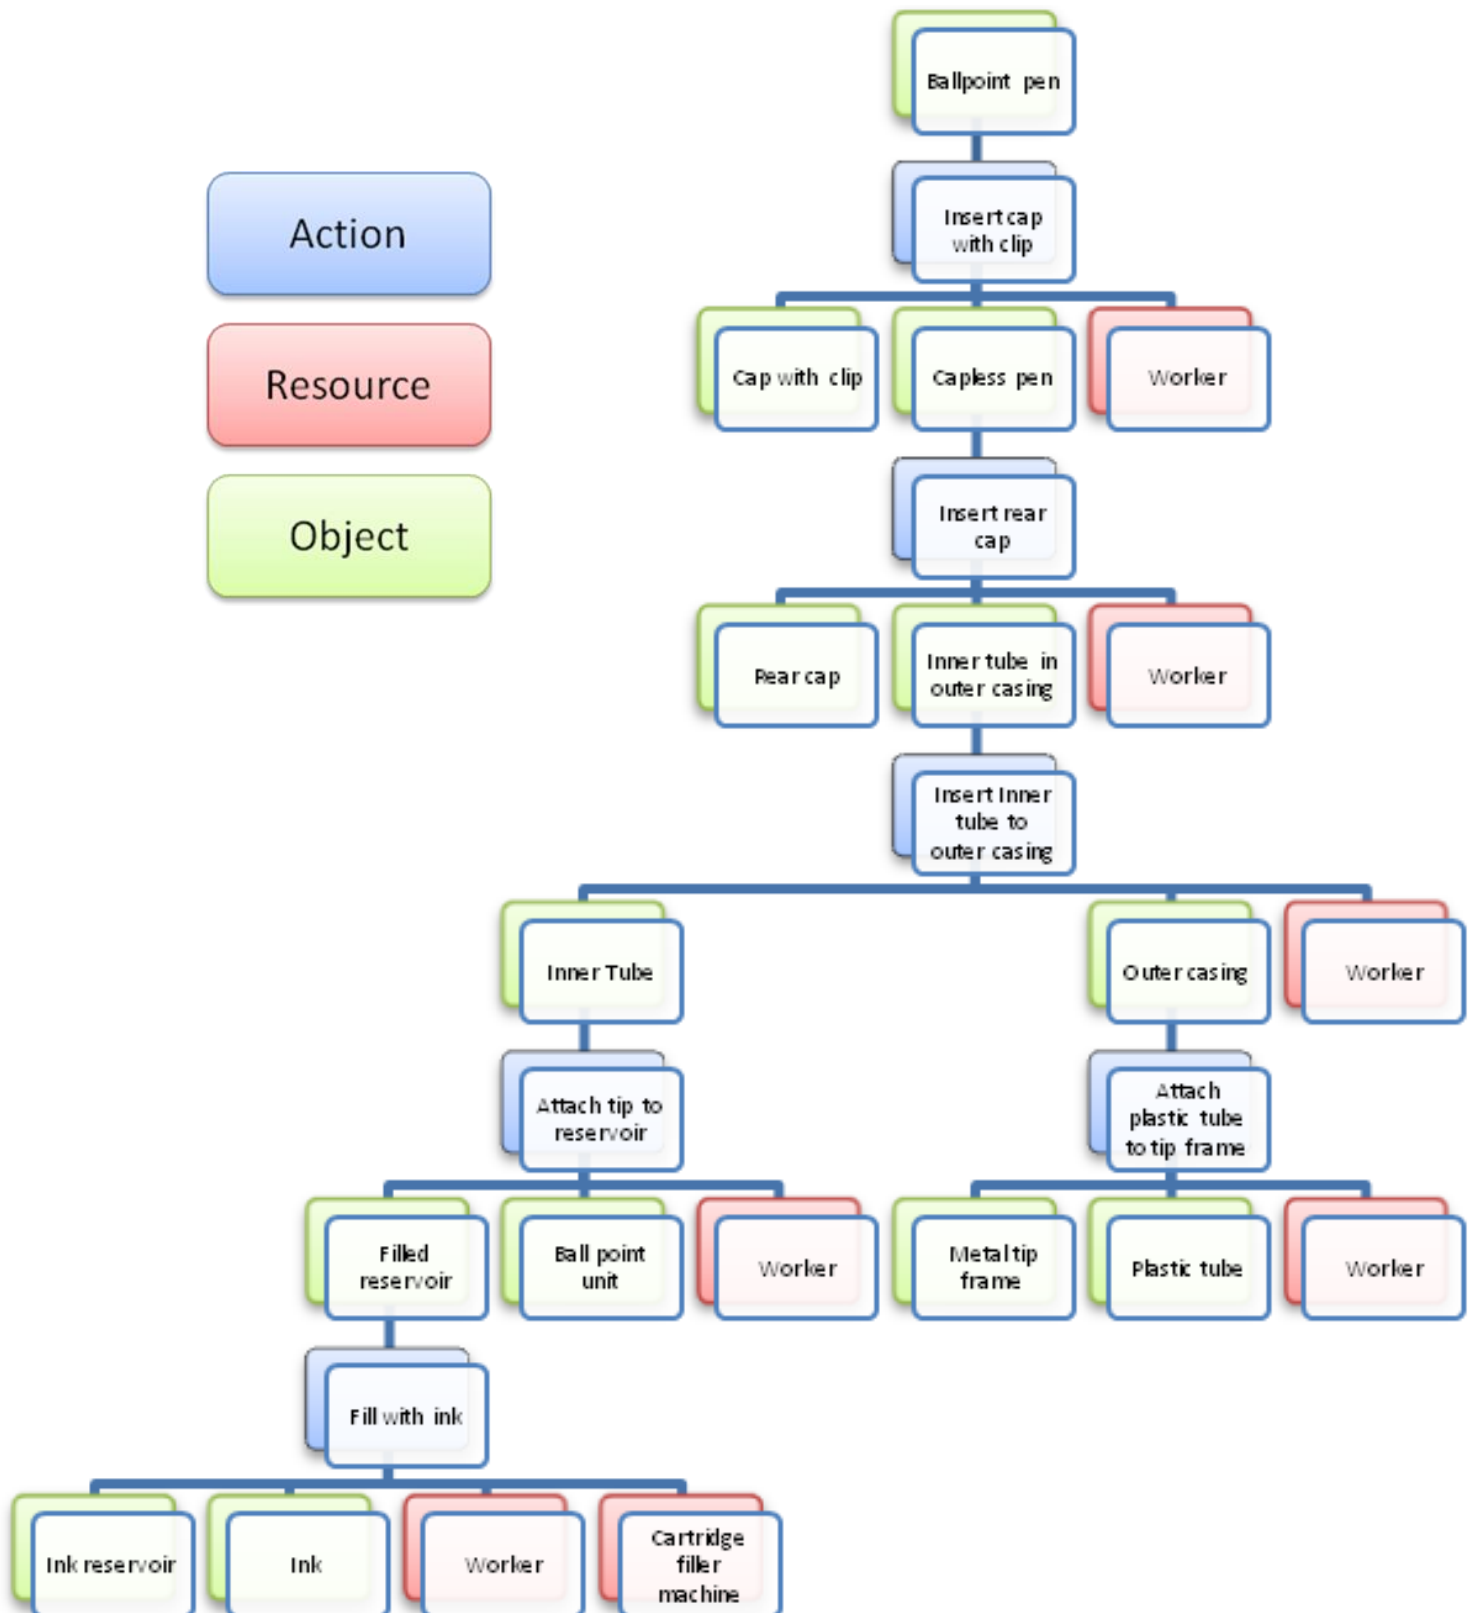 Ballpoint pen
Action
Insert cap
with clip
Resource
Cap with clip
Capless pen
Worker
Object
Insert rear
cap
Rear cap
Inner tube in
outer casing
Worker
Insert Inner
tube to
outer casing
Inner Tube
Outer casing
Worker
Attach tip to
reservoir
Attach
plastic tube
to tip frame
Filled
reservoir
Ball point
unit
Worker
Metal tip
frame
Plastic tube
Worker
Fill with ink
Ink reservoir
Ink
Worker
Cartridge
filler
machine